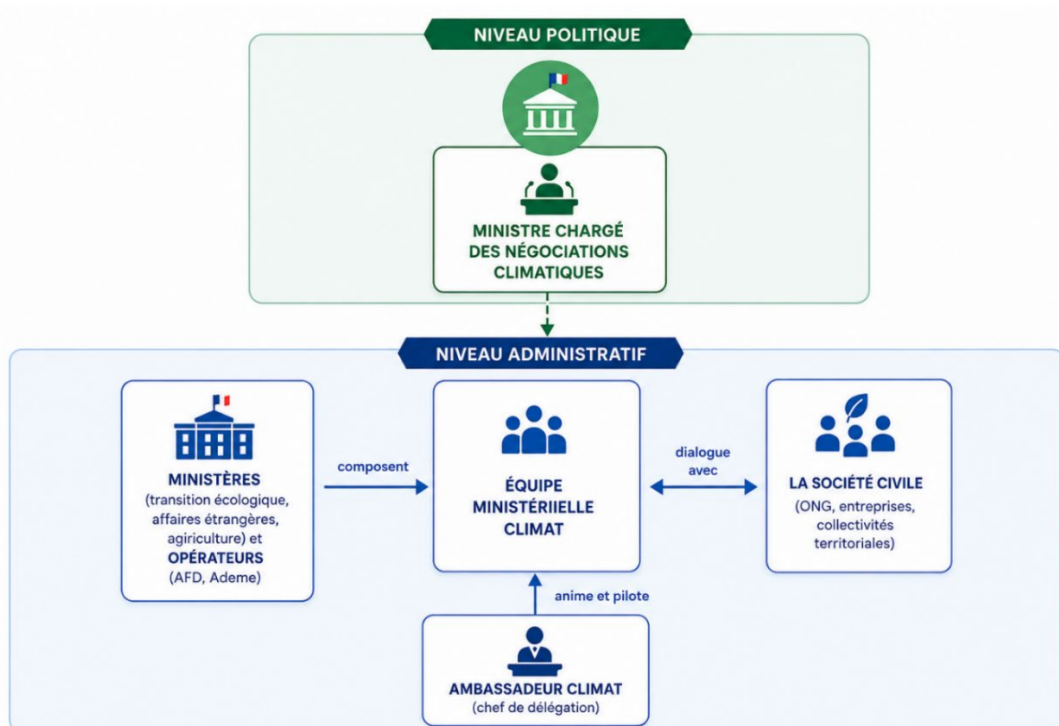 NIVEAU POLITIQUE
MINISTRE CHARGÉ
DES NÉGOCIATIONS
CLIMATIQUES
NIVEAU ADMINISTRATIF
MINISTÈRES
(transition écologique,
affaires étrangères,
agiriculture) et
OPÉRATEURS
(AFD, Ademe)
composent
ÉQUIPE
MINISTÉRIIELLE
CLIMAT
dialogue
avec
LA SOCIÉTÉ CIVILE
(ONG, entreprises,
collectivités
territoriales)
anime et pilote
AMBASSADEUR CLIMAT
(chef de délégation)